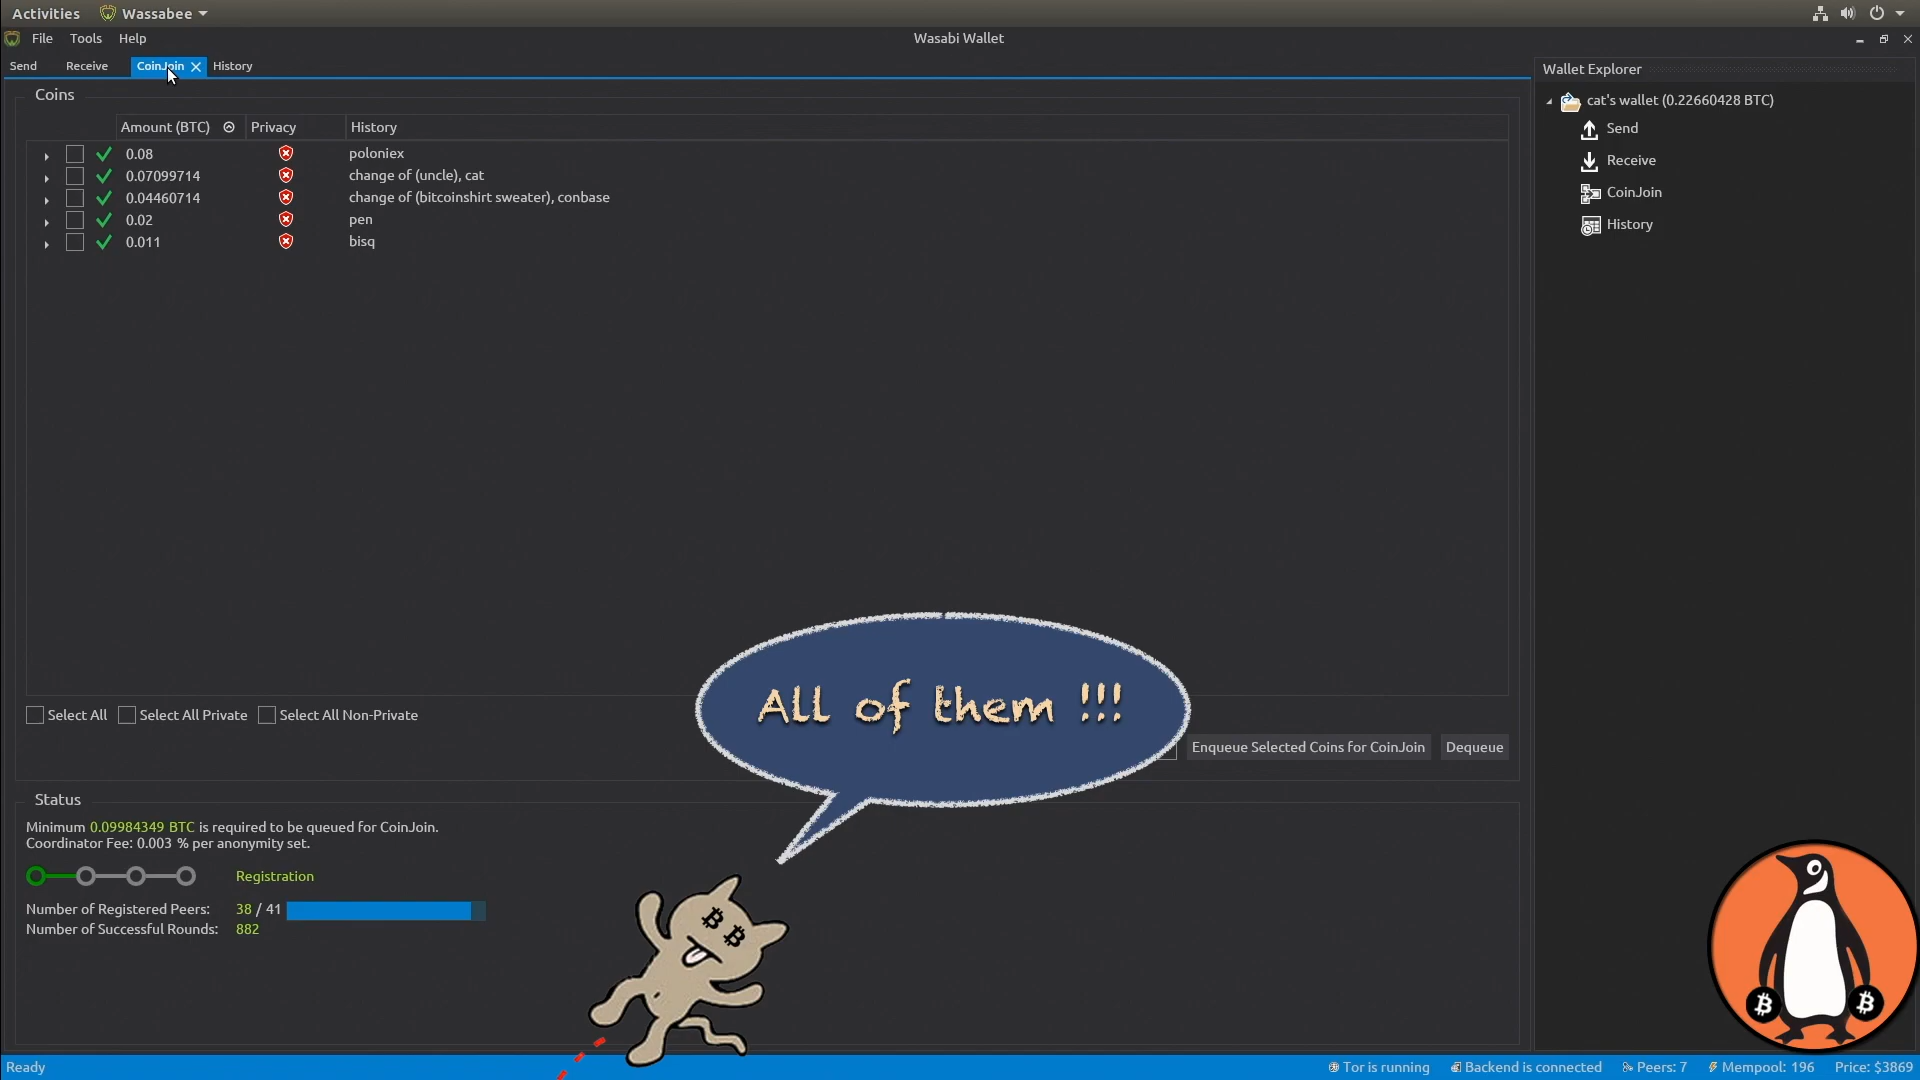 Activities Wassabee
File Tools Help Wasabi Wallet
Send Receive CoinJoin History
Wallet Explorer
cat's wallet (0.22660428 BTC)
Send
Receive
CoinJoin
History
Coins
Amount (BTC) Privacy History
0.08 poloniex
0.07099714 change of (uncle), cat
0.04460714 change of (bitcoinshirt sweater), conbase
0.02 pen
0.011 bisq
All of them !!!
Select All Select All Private Select All Non-Private
Enqueue Selected Coins for CoinJoin Dequeue
Status
Minimum 0.09984349 BTC is required to be queued for CoinJoin.
Coordinator Fee: 0.003 % per anonymity set.
Registration
Number of Registered Peers: 38 / 41
Number of Successful Rounds: 882
Ready Tor is running Backend is connected Peers: 7 Mempool: 196 Price: $3869